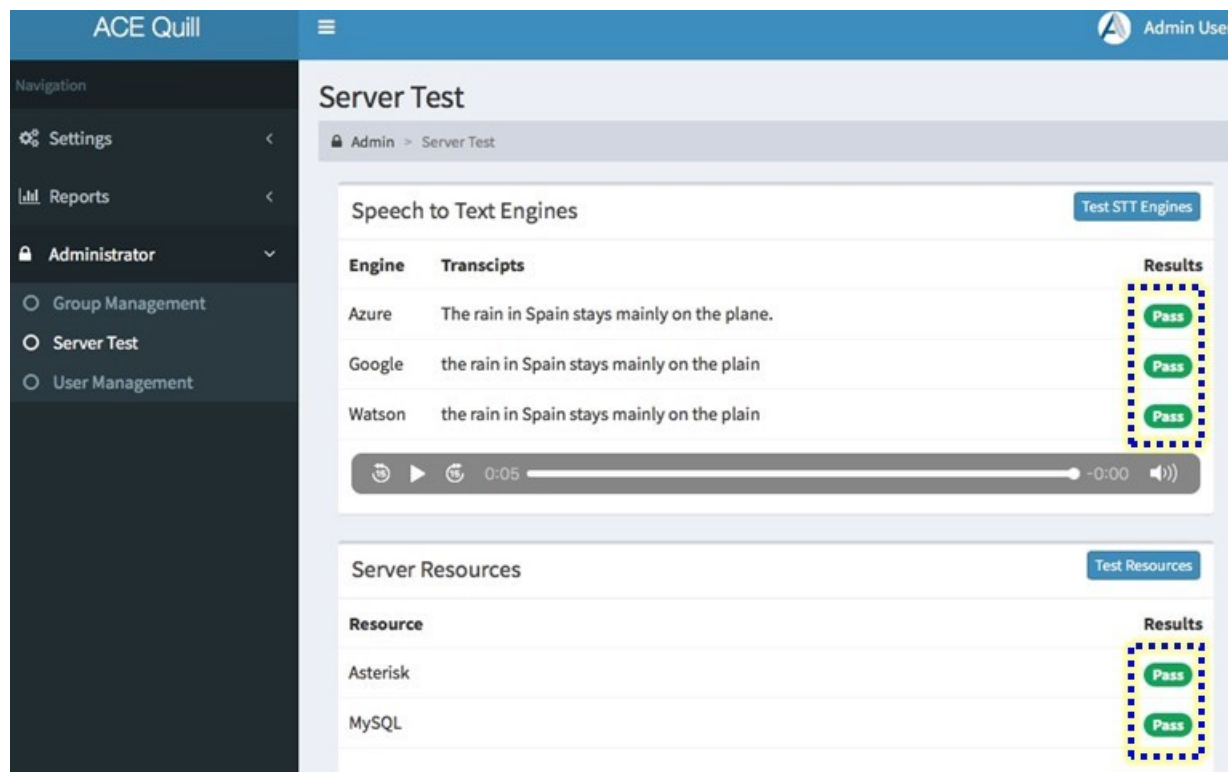 ACE Quill
Admin Use
Navigation
Server Test
Settings
Admin > Server Test
Reports
Speech to Text Engines
Test STT Engines
Administrator
Engine Transcipts Results
Group Management
Azure The rain in Spain stays mainly on the plane. Pass
Server Test
Google the rain in Spain stays mainly on the plain Pass
User Management
Watson the rain in Spain stays mainly on the plain Pass
15 15 0:05 -0:00
Server Resources
Test Resources
Resource Results
Asterisk Pass
MySQL Pass